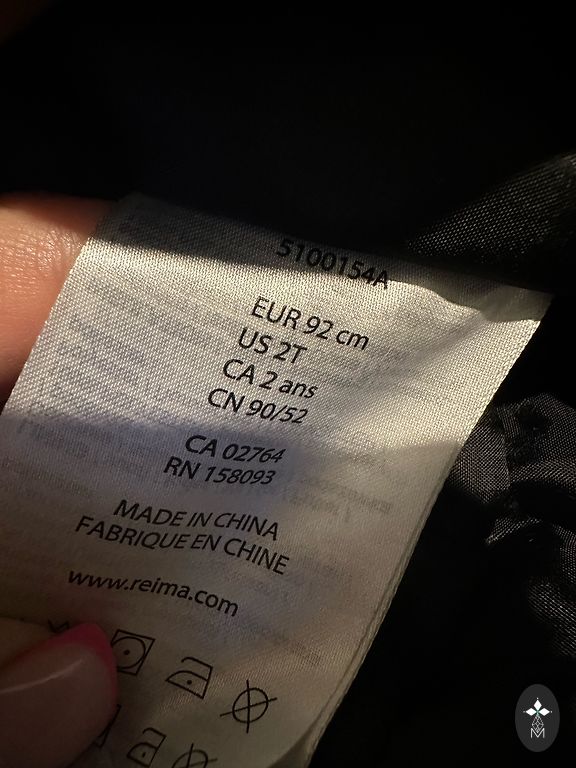 5100154A
EUR 92 cm
US 2T
CA 2 ans
CN 90/52
CA 02764
RN 158093
MADE IN CHINA
FABRIQUE EN CHINE
www.reima.com
M